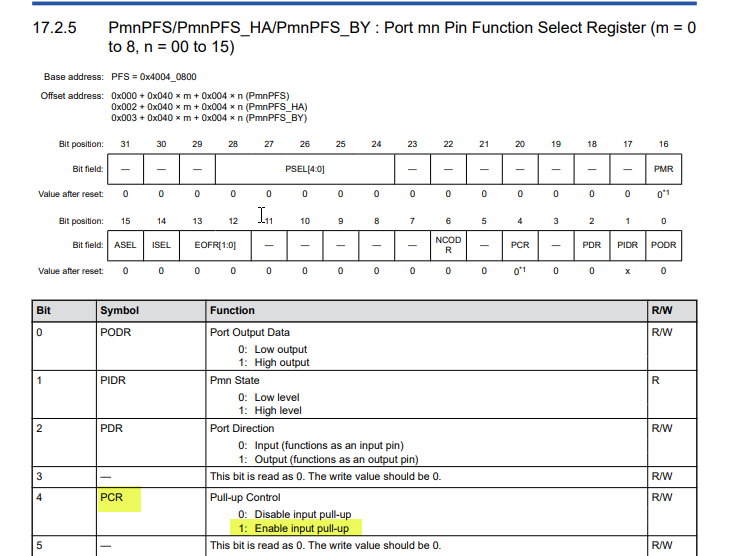 17.2.5 PmnPFS/PmnPFS_HA/PmnPFS_BY : Port mn Pin Function Select Register (m = 0
to 8, n = 00 to 15)
Base address: PFS = 0x4004_0800
Offset address: 0x000 + 0x040 × m + 0x004 × n (PmnPFS)
0x002 + 0x040 × m + 0x004 × n (PmnPFS_HA)
0x003 + 0x040 × m + 0x004 × n (PmnPFS_BY)
Bit position: 31 30 29 28 27 26 25 24 23 22 21 20 19 18 17 16
Bit field: — — — PSEL[4:0] — — — — — — — PMR
Value after reset: 0 0 0 0 0 0 0 0 0 0 0 0 0 0 0 0*1
Bit position: 15 14 13 12 11 10 9 8 7 6 5 4 3 2 1 0
Bit field: ASEL ISEL EOFR[1:0] — — — — — NCOD
R — PCR — PDR PIDR PODR
Value after reset: 0 0 0 0 0 0 0 0 0 0 0 0*1 0 0 x 0
Bit Symbol Function R/W
0 PODR Port Output Data R/W
0: Low output
1: High output
1 PIDR Pmn State R
0: Low level
1: High level
2 PDR Port Direction R/W
0: Input (functions as an input pin)
1: Output (functions as an output pin)
3 — This bit is read as 0. The write value should be 0. R/W
4 PCR Pull-up Control R/W
0: Disable input pull-up
1: Enable input pull-up
5 — This bit is read as 0. The write value should be 0. R/W